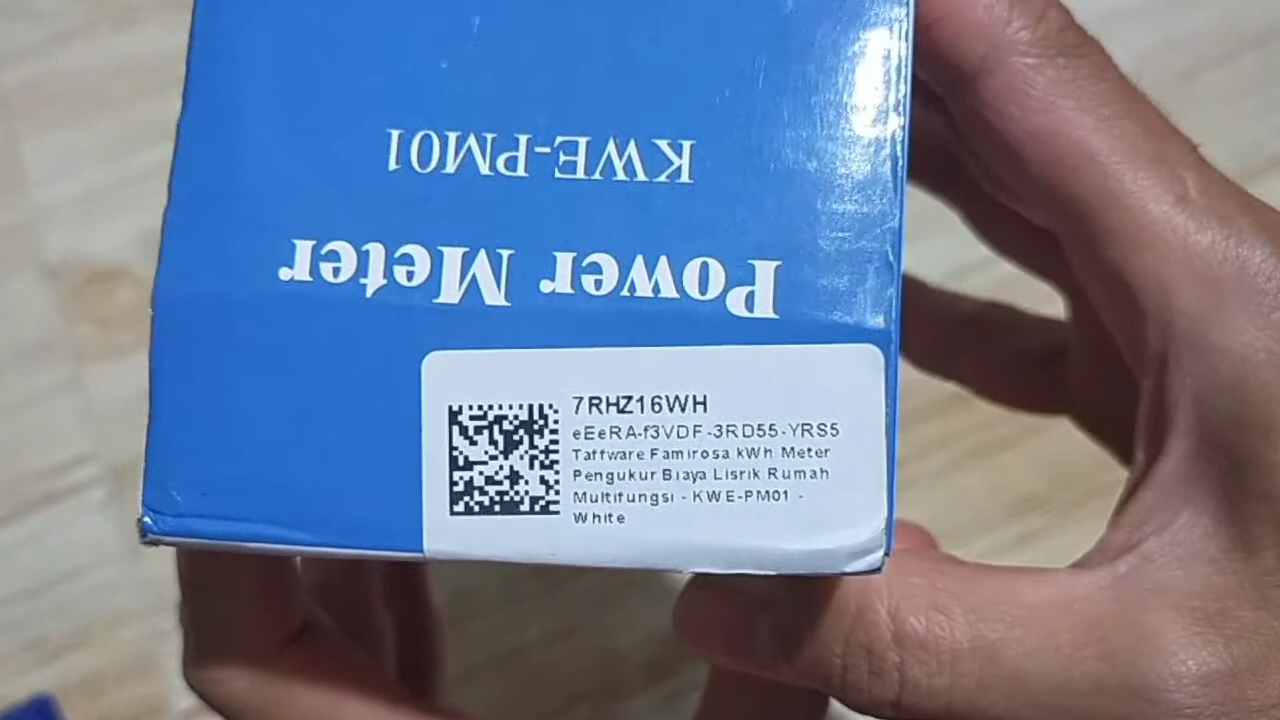 Power Meter
KWE-PM01
7RHZ16WH
eEeRA-f3VDF-3RD55-YRS5
Taffware Famirosa kWh Meter
Pengukur Biaya Lisrik Rumah
Multifungsi - KWE-PM01 -
White